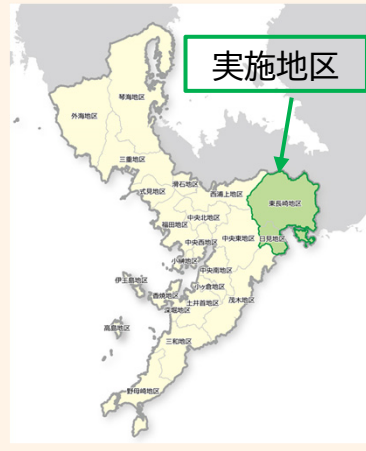 実施地区
琴海地区
外海地区
三重地区
式見地区
滑石地区
西浦上地区
東長崎地区
中央北地区
福田地区
中央西地区
中央東地区
日見地区
小榊地区
中央南地区
伊王島地区
小ヶ倉地区
香焼地区
土井首地区
茂木地区
深堀地区
高島地区
三和地区
野母崎地区